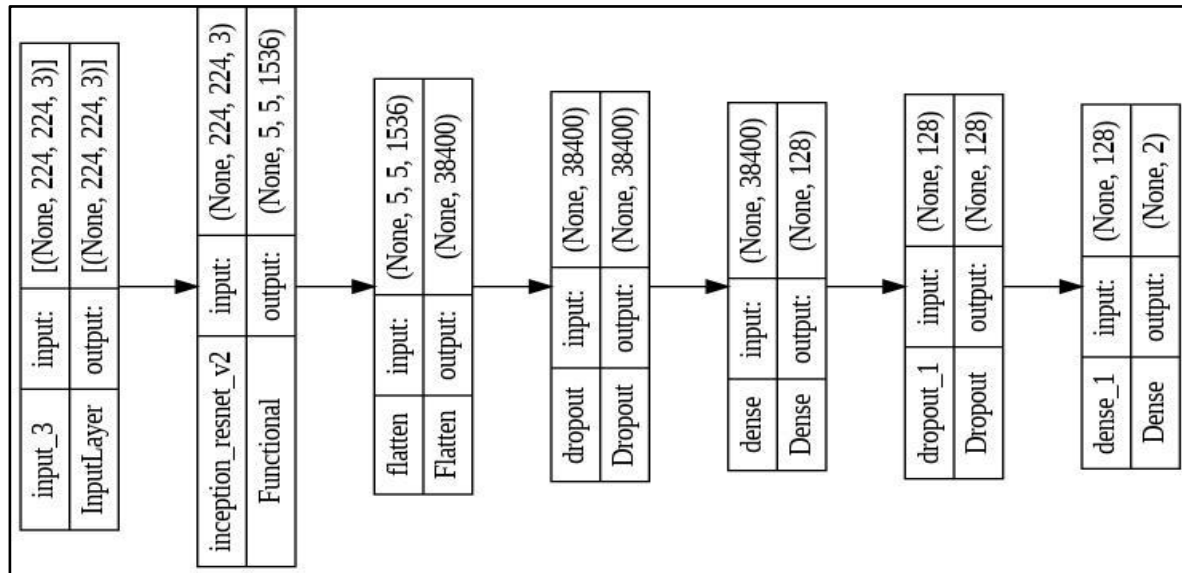 input_3 input: [(None, 224, 224, 3)]
InputLayer output: [(None, 224, 224, 3)]
inception_resnet_v2 input: (None, 224, 224, 3)
Functional output: (None, 5, 5, 1536)
flatten input: (None, 5, 5, 1536)
Flatten output: (None, 38400)
dropout input: (None, 38400)
Dropout output: (None, 38400)
dense input: (None, 38400)
Dense output: (None, 128)
dropout_1 input: (None, 128)
Dropout output: (None, 128)
dense_1 input: (None, 128)
Dense output: (None, 2)